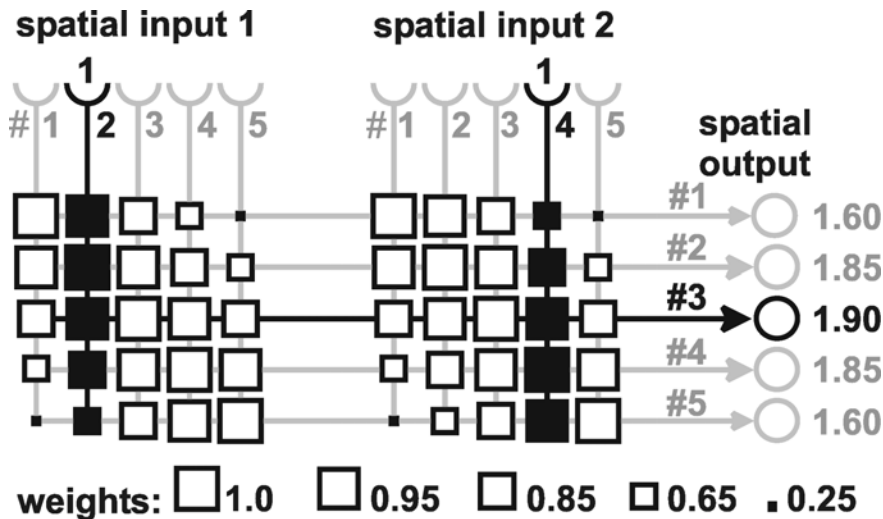 spatial input 1 spatial input 2
1 1
# 1 2 3 4 5 # 1 2 3 4 5
spatial
output
#1 1.60
#2 1.85
#3 1.90
#4 1.85
#5 1.60
weights: 1.0 0.95 0.85 0.65 0.25